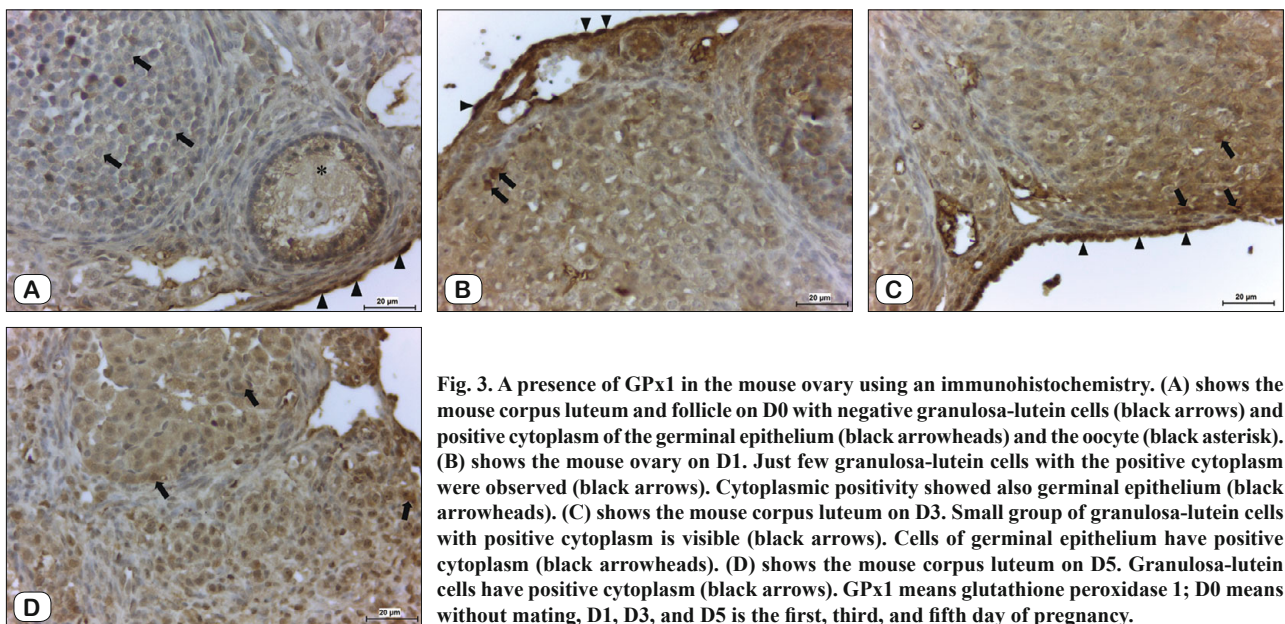 *
A
20 µm
B
20 µm
C
20 µm
D
20 µm
Fig. 3. A presence of GPx1 in the mouse ovary using an immunohistochemistry. (A) shows the
mouse corpus luteum and follicle on D0 with negative granulosa-lutein cells (black arrows) and
positive cytoplasm of the germinal epithelium (black arrowheads) and the oocyte (black asterisk).
(B) shows the mouse ovary on D1. Just few granulosa-lutein cells with the positive cytoplasm
were observed (black arrows). Cytoplasmic positivity showed also germinal epithelium (black
arrowheads). (C) shows the mouse corpus luteum on D3. Small group of granulosa-lutein cells
with positive cytoplasm is visible (black arrows). Cells of germinal epithelium have positive
cytoplasm (black arrowheads). (D) shows the mouse corpus luteum on D5. Granulosa-lutein
cells have positive cytoplasm (black arrows). GPx1 means glutathione peroxidase 1; D0 means
without mating, D1, D3, and D5 is the first, third, and fifth day of pregnancy.